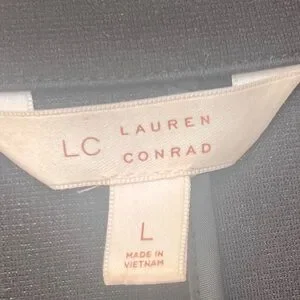 LC LAUREN
CONRAD
L
MADE IN
VIETNAM